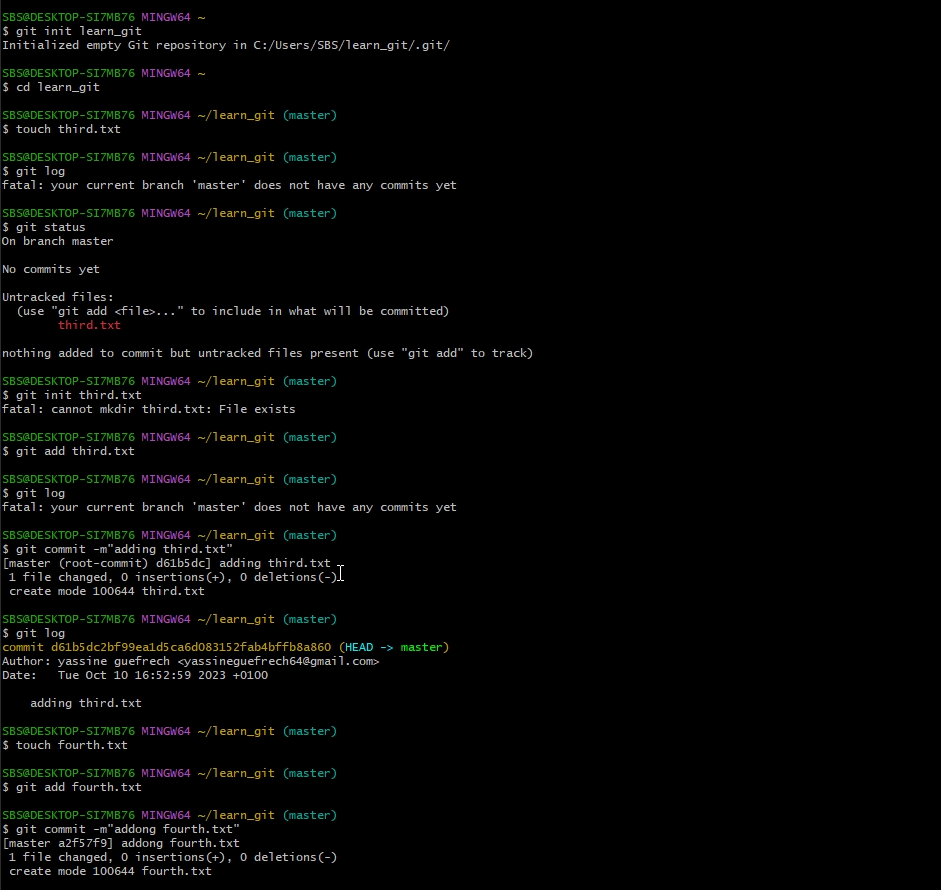 SBS@DESKTOP-SI7MB76 MINGW64 ~
$ git init learn_git
Initialized empty Git repository in C:/Users/SBS/learn_git/.git/
SBS@DESKTOP-SI7MB76 MINGW64 ~
$ cd learn_git
SBS@DESKTOP-SI7MB76 MINGW64 ~/learn_git (master)
$ touch third.txt
SBS@DESKTOP-SI7MB76 MINGW64 ~/learn_git (master)
$ git log
fatal: your current branch 'master' does not have any commits yet
SBS@DESKTOP-SI7MB76 MINGW64 ~/learn_git (master)
$ git status
On branch master
No commits yet
Untracked files:
(use "git add <file>..." to include in what will be committed)
third.txt
nothing added to commit but untracked files present (use "git add" to track)
SBS@DESKTOP-SI7MB76 MINGW64 ~/learn_git (master)
$ git init third.txt
fatal: cannot mkdir third.txt: File exists
SBS@DESKTOP-SI7MB76 MINGW64 ~/learn_git (master)
$ git add third.txt
SBS@DESKTOP-SI7MB76 MINGW64 ~/learn_git (master)
$ git log
fatal: your current branch 'master' does not have any commits yet
SBS@DESKTOP-SI7MB76 MINGW64 ~/learn_git (master)
$ git commit -m"adding third.txt"
[master (root-commit) d61b5dc] adding third.txt
1 file changed, 0 insertions(+), 0 deletions(-)
create mode 100644 third.txt
SBS@DESKTOP-SI7MB76 MINGW64 ~/learn_git (master)
$ git log
commit d61b5dc2bf99ea1d5ca6d083152fab4bffb8a860 (HEAD -> master)
Author: yassine guefrech <yassineguefrech64@gmail.com>
Date: Tue Oct 10 16:52:59 2023 +0100
adding third.txt
SBS@DESKTOP-SI7MB76 MINGW64 ~/learn_git (master)
$ touch fourth.txt
SBS@DESKTOP-SI7MB76 MINGW64 ~/learn_git (master)
$ git add fourth.txt
SBS@DESKTOP-SI7MB76 MINGW64 ~/learn_git (master)
$ git commit -m"addong fourth.txt"
[master a2f57f9] addong fourth.txt
1 file changed, 0 insertions(+), 0 deletions(-)
create mode 100644 fourth.txt